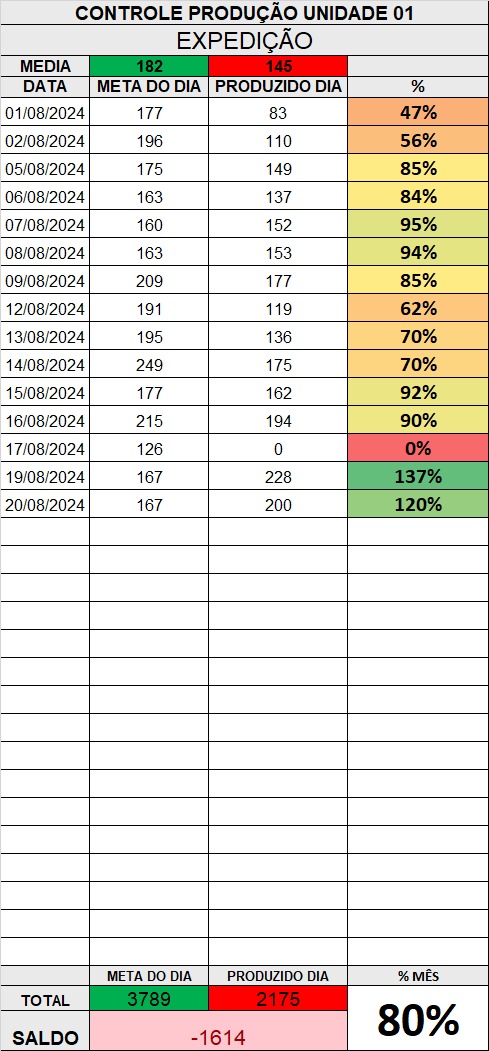 CONTROLE PRODUÇÃO UNIDADE 01
EXPEDIÇÃO
MEDIA 182 145
DATA META DO DIA PRODUZIDO DIA %
01/08/2024 177 83 47%
02/08/2024 196 110 56%
05/08/2024 175 149 85%
06/08/2024 163 137 84%
07/08/2024 160 152 95%
08/08/2024 163 153 94%
09/08/2024 209 177 85%
12/08/2024 191 119 62%
13/08/2024 195 136 70%
14/08/2024 249 175 70%
15/08/2024 177 162 92%
16/08/2024 215 194 90%
17/08/2024 126 0 0%
19/08/2024 167 228 137%
20/08/2024 167 200 120%
META DO DIA PRODUZIDO DIA % MÊS
TOTAL 3789 2175 80%
SALDO -1614